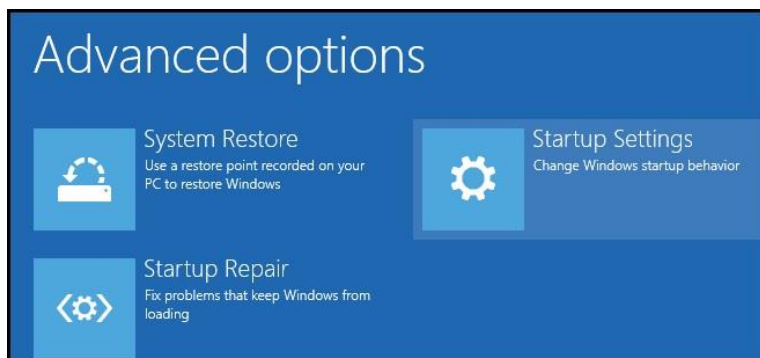 Advanced options
System Restore
Use a restore point recorded on your
PC to restore Windows
Startup Settings
Change Windows startup behavior
Startup Repair
Fix problems that keep Windows from
loading